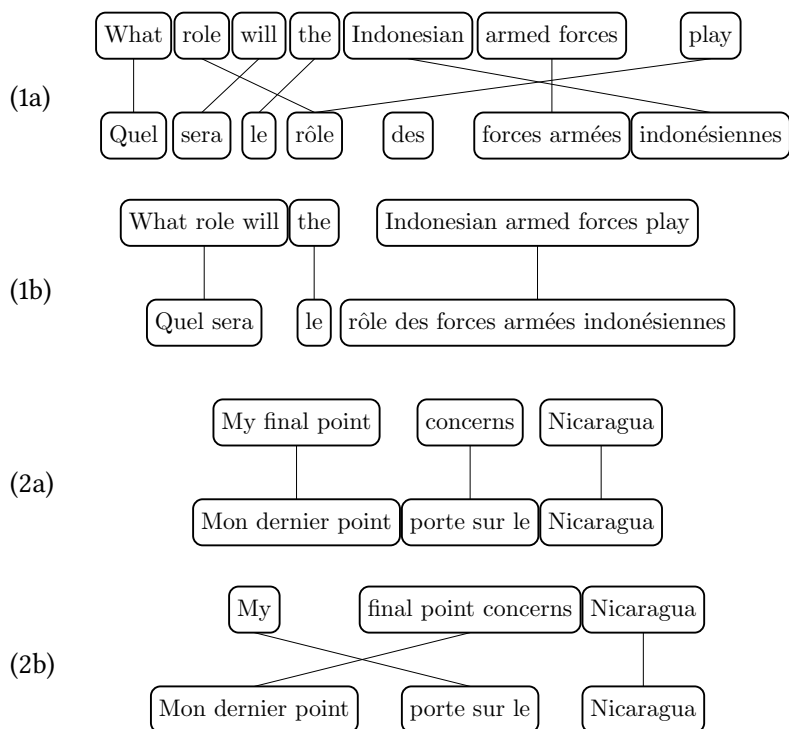 What role will the Indonesian armed forces play
(1a)
Quel sera le rôle des forces armées indonésiennes
What role will the Indonesian armed forces play
(1b)
Quel sera le rôle des forces armées indonésiennes
My final point concerns Nicaragua
(2a)
Mon dernier point porte sur le Nicaragua
My final point concerns Nicaragua
(2b)
Mon dernier point porte sur le Nicaragua